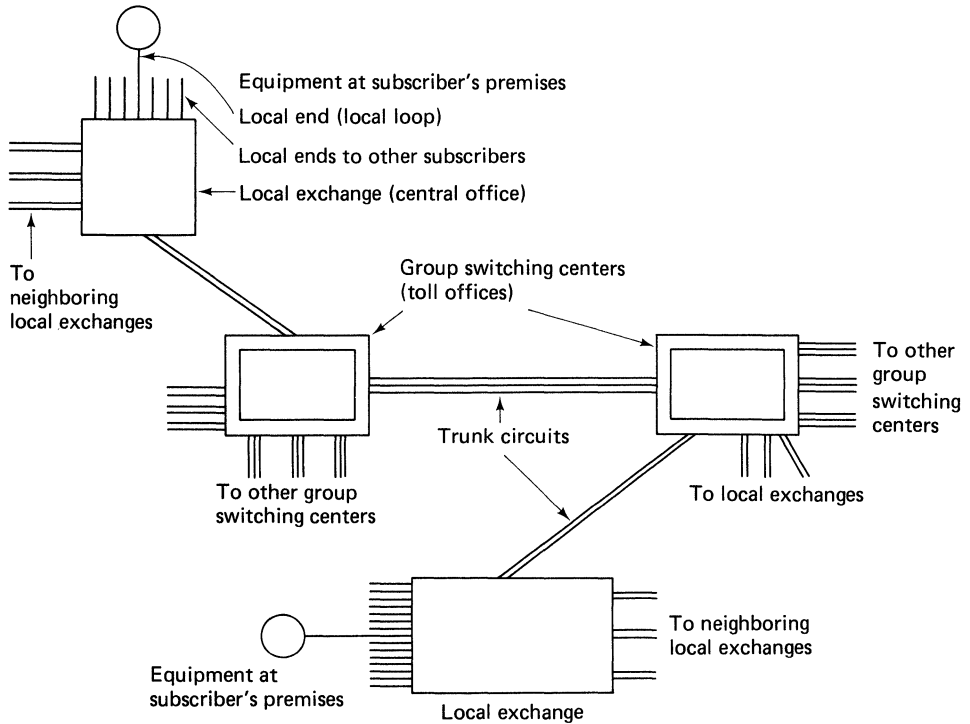 Equipment at subscriber's premises
Local end (local loop)
Local ends to other subscribers
Local exchange (central office)
To
neighboring
local exchanges
Group switching centers
(toll offices)
To other
group
switching
centers
Trunk circuits
To other group
switching centers
To local exchanges
To neighboring
local exchanges
Equipment at
subscriber's premises
Local exchange